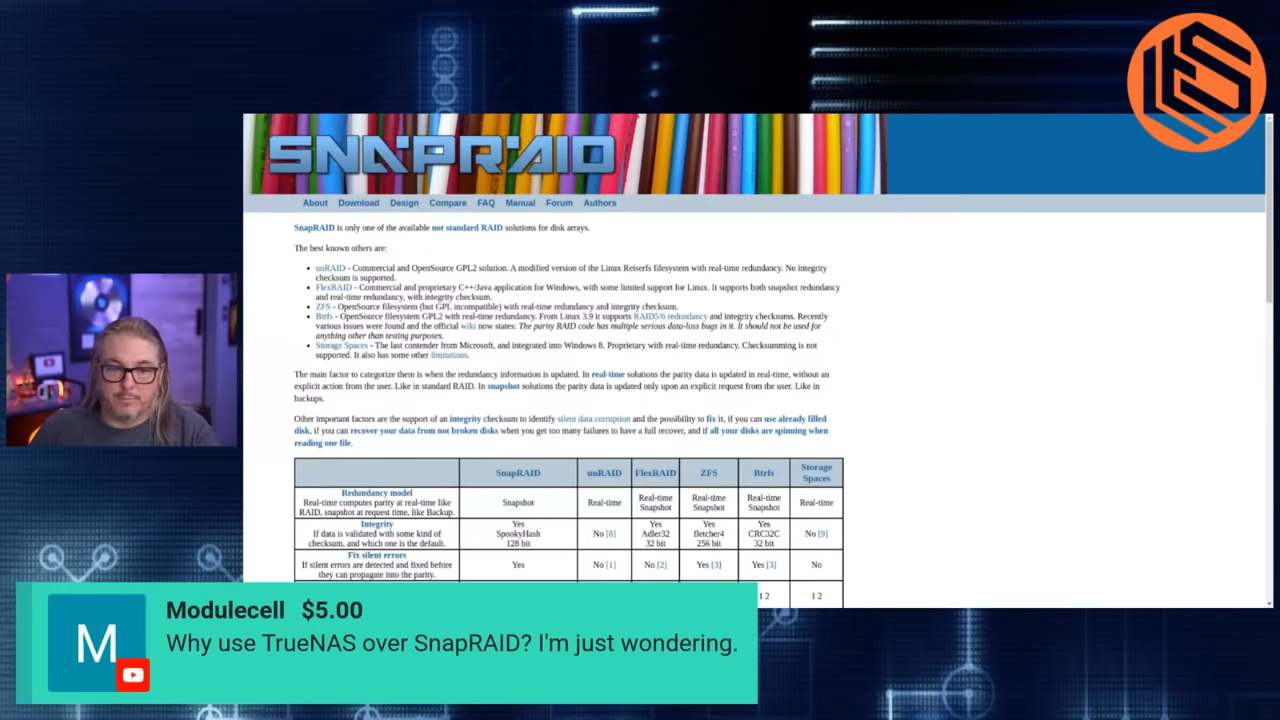 SNAPRAID
About Download Design Compare FAQ Manual Forum Authors
SnapRAID is only one of the available not standard RAID solutions for disk arrays.
The best known others are:
• unRAID - Commercial and OpenSource GPL2 solution. A modified version of the Linux Reiserfs filesystem with real-time redundancy. No integrity
checksum is supported.
• FlexRAID - Commercial and proprietary C++/Java application for Windows, with some limited support for Linux. It supports both snapshot redundancy
and real-time redundancy, with integrity checksum.
• ZFS - OpenSource filesystem (but GPL incompatible) with real-time redundancy and integrity checksum.
• Btrfs - OpenSource filesystem GPL2 with real-time redundancy. From Linux 3.9 it supports RAID5/6 redundancy and integrity checksums. Recently
various issues were found and the official wiki now states: The parity RAID code has multiple serious data-loss bugs in it. It should not be used for
anything other than testing purposes.
• Storage Spaces - The last contender from Microsoft, and integrated into Windows 8. Proprietary with real-time redundancy. Checksumming is not
supported. It also has some other limitations.
The main factor to categorize them is when the redundancy information is updated. In real-time solutions the parity data is updated in real-time, without an
explicit action from the user. Like in standard RAID. In snapshot solutions the parity data is updated only upon an explicit request from the user. Like in
backups.
Other important factors are the support of an integrity checksum to identify silent data corruption and the possibility to fix it, if you can use already filled
disk, if you can recover your data from not broken disks when you get too many failures to have a full recover, and if all your disks are spinning when
reading one file.
SnapRAID unRAID FlexRAID ZFS Btrfs Storage
Spaces
Redundancy model
Real-time computes parity at real-time like
RAID, snapshot at request time, like Backup.
Snapshot Real-time Real-time
Snapshot Real-time
Snapshot Real-time
Snapshot Real-time
Integrity
If data is validated with some kind of
checksum, and which one is the default.
Yes
SpookyHash
128 bit
No [8]
Yes
Adler32
32 bit
Yes
fletcher4
256 bit
Yes
CRC32C
32 bit
No [9]
Fix silent errors
If silent errors are detected and fixed before
they can propagate into the parity.
Yes No [1] No [2] Yes [3] Yes [3] No
1 2 1 2
M
Modulecell $5.00
Why use TrueNAS over SnapRAID? I'm just wondering.